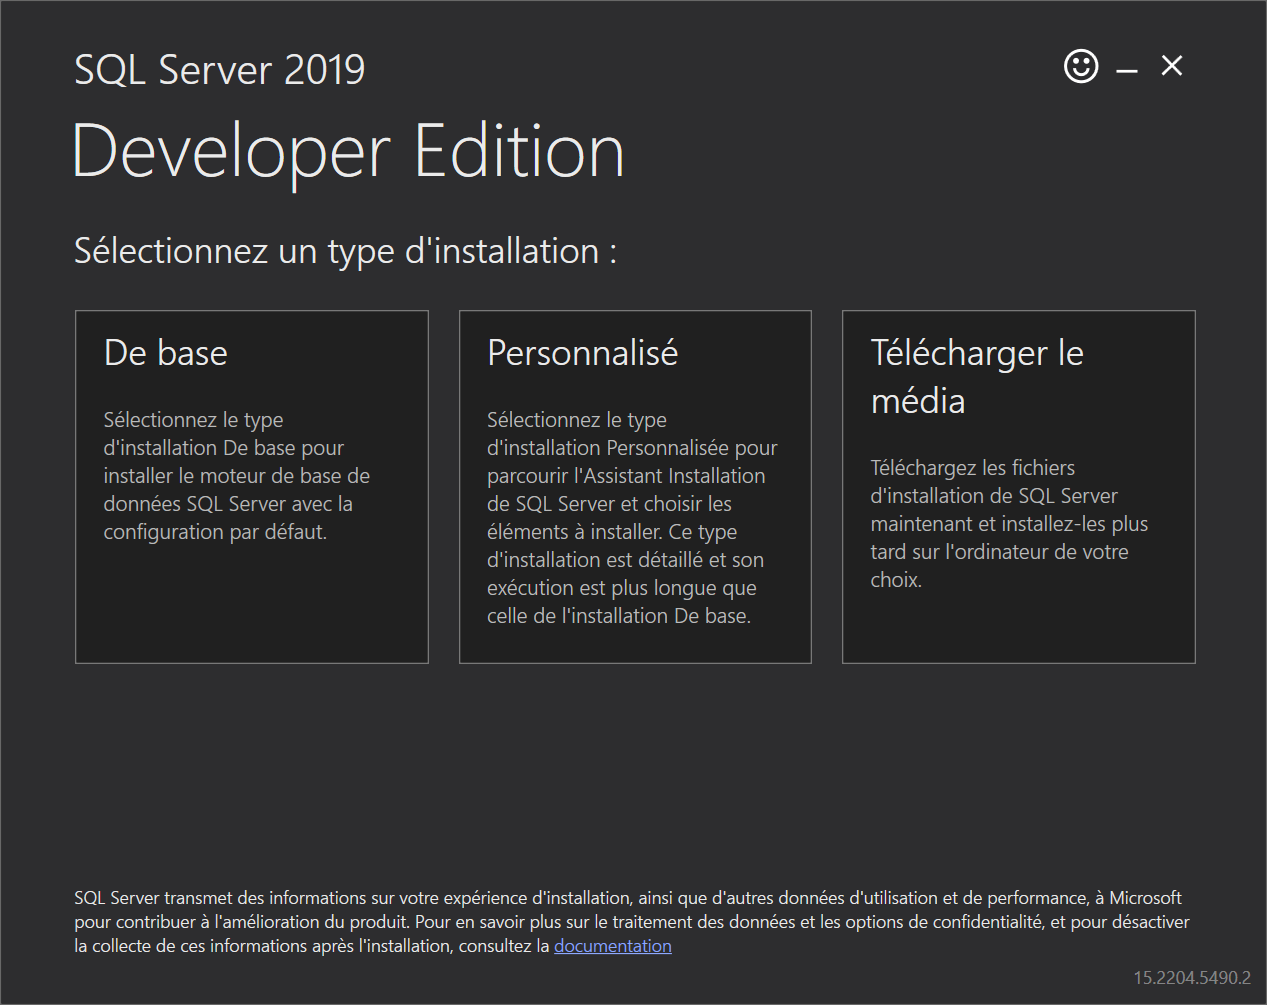 SQL Server 2019
Developer Edition
Sélectionnez un type d'installation :
De base
Sélectionnez le type
d'installation De base pour
installer le moteur de base de
données SQL Server avec la
configuration par défaut.
Personnalisé
Sélectionnez le type
d'installation Personnalisée pour
parcourir l'Assistant Installation
de SQL Server et choisir les
éléments à installer. Ce type
d'installation est détaillé et son
exécution est plus longue que
celle de l'installation De base.
Télécharger le
média
Téléchargez les fichiers
d'installation de SQL Server
maintenant et installez-les plus
tard sur l'ordinateur de votre
choix.
SQL Server transmet des informations sur votre expérience d'installation, ainsi que d'autres données d'utilisation et de performance, à Microsoft
pour contribuer à l'amélioration du produit. Pour en savoir plus sur le traitement des données et les options de confidentialité, et pour désactiver
la collecte de ces informations après l'installation, consultez la documentation
15.2204.5490.2